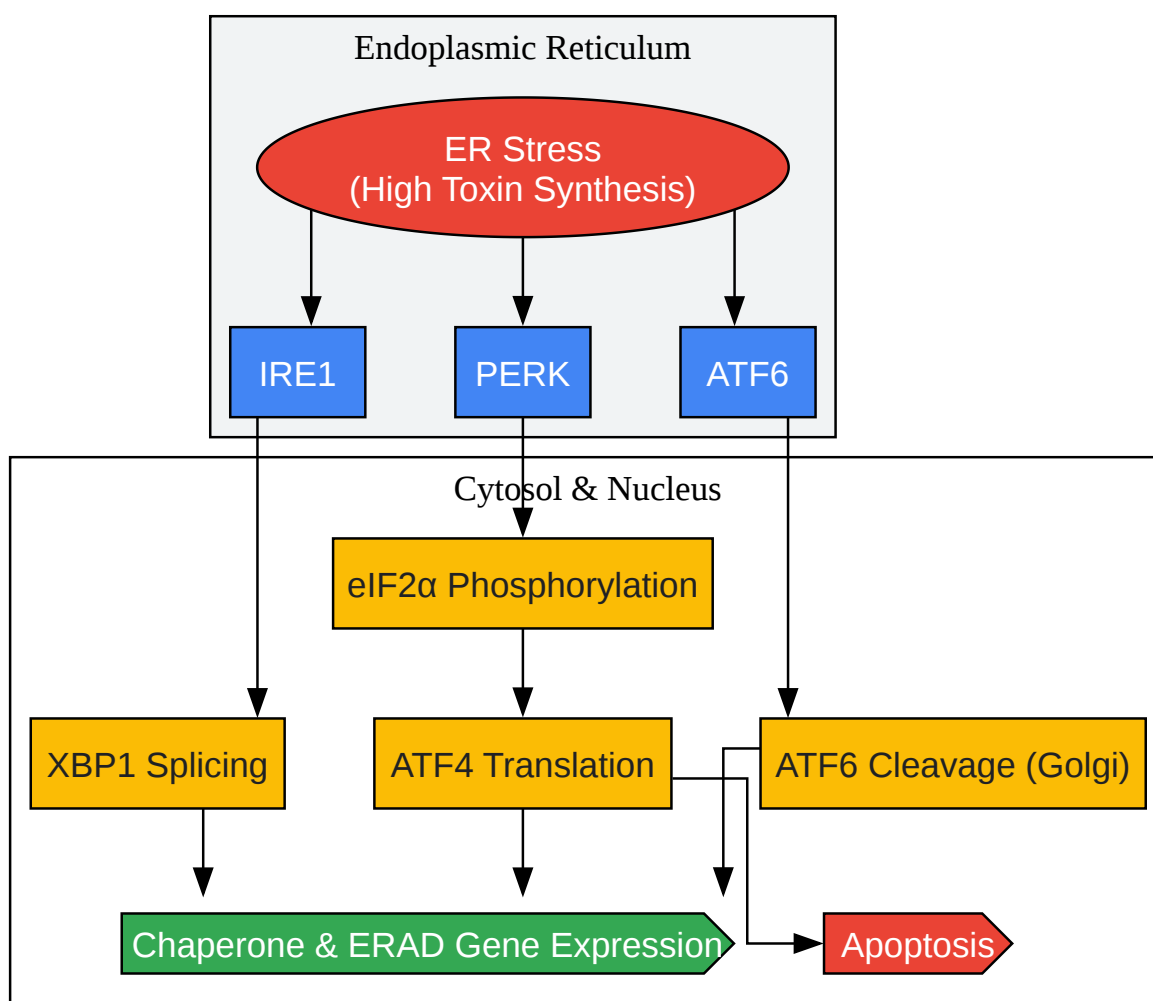 Endoplasmic Reticulum
ER Stress
(High Toxin Synthesis)
IRE1
PERK
ATF6
Cytosol & Nucleus
eIF2α Phosphorylation
XBP1 Splicing
ATF4 Translation
ATF6 Cleavage (Golgi)
Chaperone & ERAD Gene Expression
Apoptosis